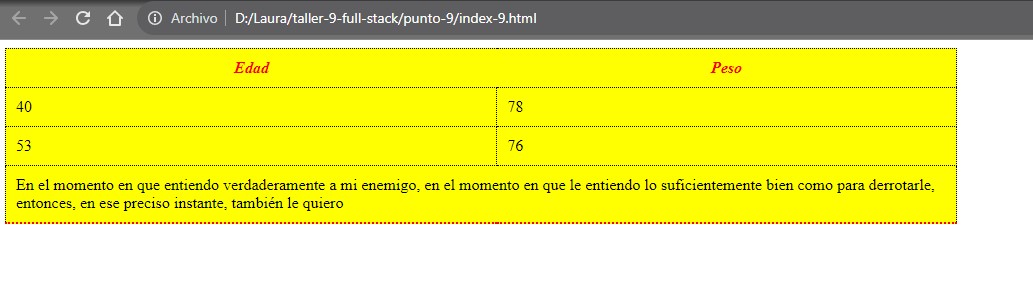 Archivo D:/Laura/taller-9-full-stack/punto-9/index-9.html
Edad Peso
40 78
53 76
En el momento en que entiendo verdaderamente a mi enemigo, en el momento en que le entiendo lo suficientemente bien como para derrotarle,
entonces, en ese preciso instante, también le quiero